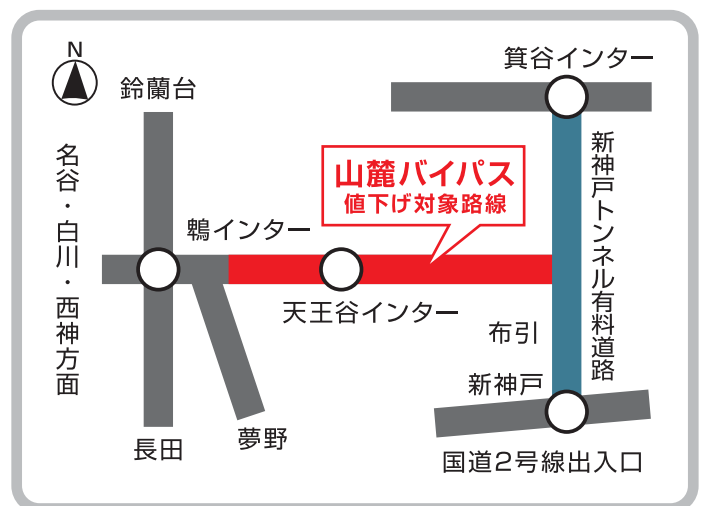 N
鈴蘭台
箕谷インター
名谷・白川・西神方面
山麓バイパス
値下げ対象路線
新神戸トンネル有料道路
鵯インター
天王谷インター
布引
新神戸
長田
夢野
国道2号線出入口